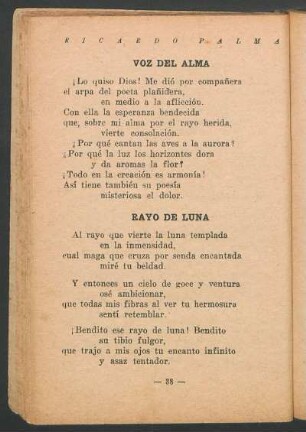 RICARDO PALMA
VOZ DEL ALMA
¡Lo quiso Dios! Me dió por compañera
el arpa del poeta plañidera,
en medio a la aflicción.
Con ella la esperanza bendecida
que, sobre mi alma por el rayo herida,
vierte consolación.
¿Por qué cantan las aves a la aurora?
¿Por qué la luz los horizontes dora
y da aromas la flor?
¡Todo en la creación es armonía!
Así tiene también su poesía
misteriosa el dolor.
RAYO DE LUNA
Al rayo que vierte la luna templada
en la inmensidad,
cual maga que cruza por senda encantada
miré tu beldad.
Y entonces un cielo de goce y ventura
osé ambicionar,
que todas mis fibras al ver tu hermosura
sentí retemblar.
¡Bendito ese rayo de luna! Bendito
su tibio fulgor,
que trajo a mis ojos tu encanto infinito
y asaz tentador.
— 38 —